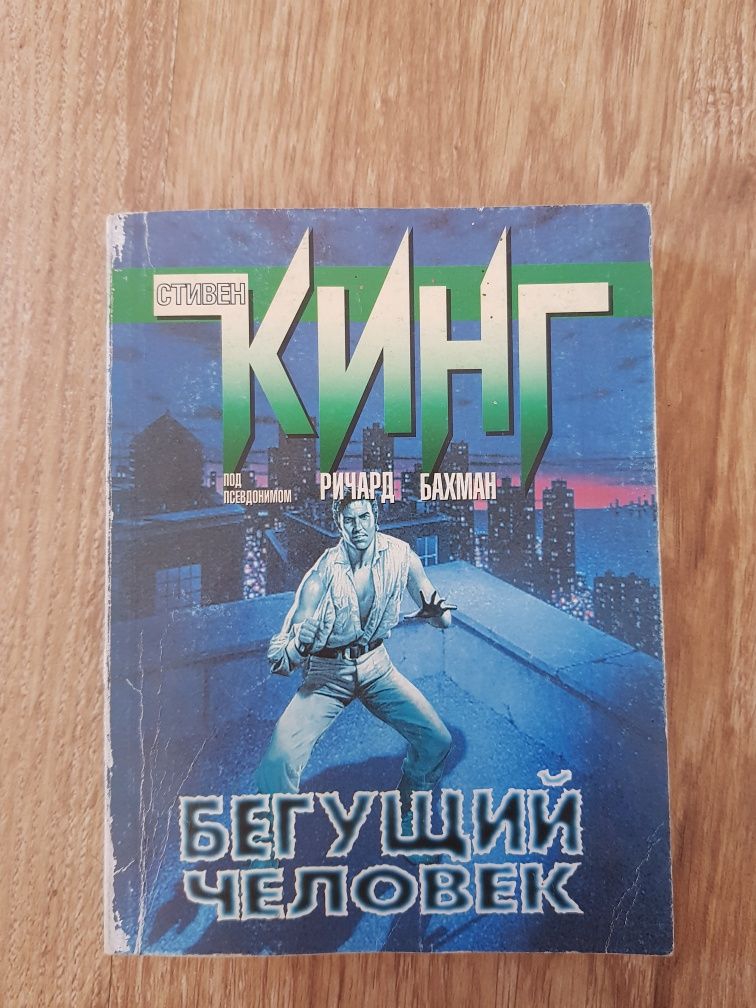 СТИВЕН
КИНГ
ПОД
ПСЕВДОНИМОМ РИЧАРД БАХМАН
БЕГУЩИЙ
ЧЕЛОВЕК